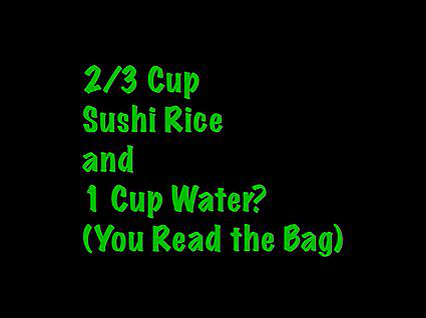 2/3 Cup
Sushi Rice
and
1 Cup Water?
(You Read the Bag)